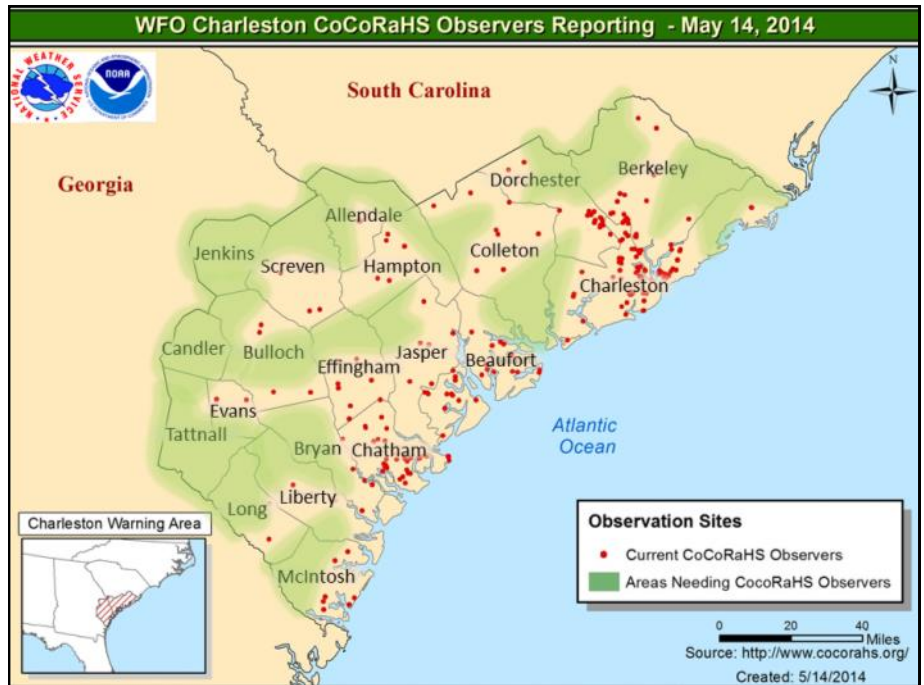 WFO Charleston CoCoRaHS Observers Reporting - May 14, 2014
NATIONAL WEATHER SERVICE
NOAA
N
South Carolina
Georgia
Berkeley
Dorchester
Allendale
Jenkins
Colleton
Screven
Hampton
Charleston
Candler
Bulloch
Jasper
Beaufort
Effingham
Evans
Tattnall
Atlantic
Ocean
Bryan
Chatham
Liberty
Long
McIntosh
Charleston Warning Area
Observation Sites
Current CoCoRaHS Observers
Areas Needing CocoRaHS Observers
0 20 40
Miles
Source: http://www.cocorahs.org/
Created: 5/14/2014